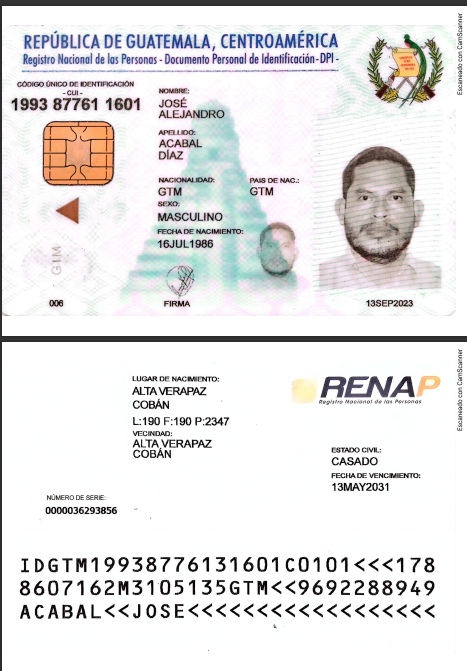 REPÚBLICA DE GUATEMALA, CENTROAMÉRICA
Registro Nacional de las Personas - Documento Personal de Identificación-DPI-
CÓDIGO ÚNICO DE IDENTIFICACIÓN
- CUI -
1993 87761 1601
NOMBRE:
JOSÉ
ALEJANDRO
APELLIDO:
ACABAL
DÍAZ
NACIONALIDAD:
GTM
PAIS DE NAC.:
GTM
SEXO:
MASCULINO
FECHA DE NACIMIENTO:
16JUL1986
GTM
006
FIRMA
13SEP2023
Escaneado con CamScanner
LUGAR DE NACIMIENTO:
ALTA VERAPAZ
COBÁN
L:190 F:190 P:2347
VECINDAD:
ALTA VERAPAZ
COBÁN
RENAP
Registro Nacional de las Personas
ESTADO CIVIL:
CASADO
FECHA DE VENCIMIENTO:
13MAY2031
NÚMERO DE SERIE:
0000036293856
IDGTM19938776131601C0101<<<178
8607162M3105135GTM<<9692288949
ACABAL<<JOSE<<<<<<<<<<<<<<<<<<
Escaneado con CamScanner